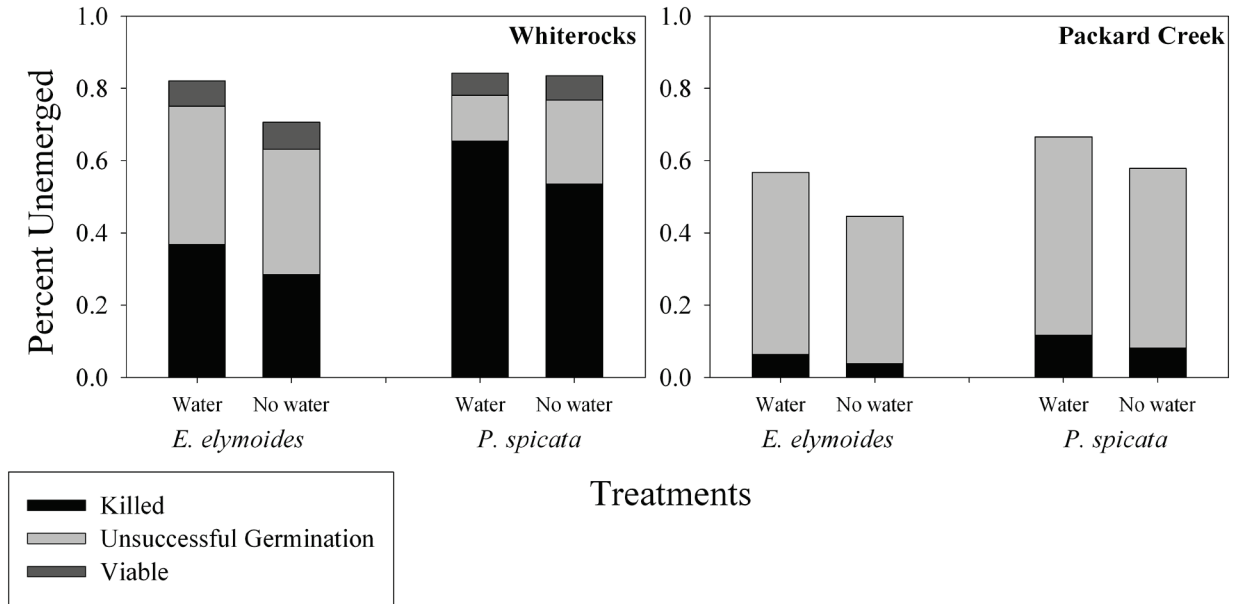 Percent Unemerged
1.0
0.8
0.6
0.4
0.2
0.0
Whiterocks
Water No water Water No water
E. elymoides P. spicata
1.0
0.8
0.6
0.4
0.2
0.0
Packard Creek
Water No water Water No water
E. elymoides P. spicata
Treatments
Killed
Unsuccessful Germination
Viable